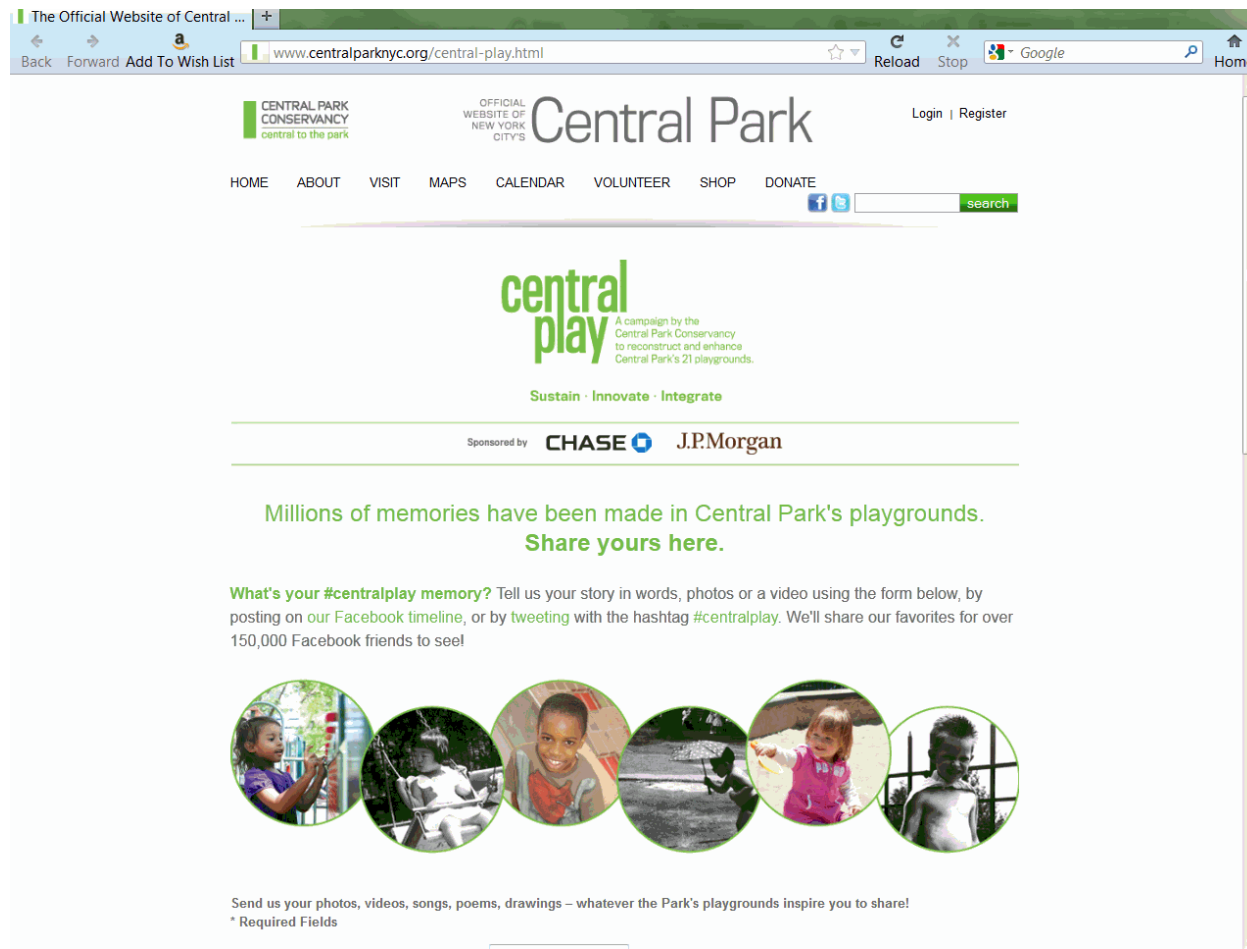 The Official Website of Central ... +
Back Forward Add To Wish List www.centralparknyc.org/central-play.html Reload Stop Google Hom
CENTRAL PARK
CONSERVANCY
central to the park
OFFICIAL
WEBSITE OF
NEW YORK
CITY'S
Central Park
Login | Register
HOME ABOUT VISIT MAPS CALENDAR VOLUNTEER SHOP DONATE
search
central
play
A campaign by the
Central Park Conservancy
to reconstruct and enhance
Central Park's 21 playgrounds.
Sustain · Innovate · Integrate
Sponsored by CHASE J.P.Morgan
Millions of memories have been made in Central Park's playgrounds.
Share yours here.
What's your #centralplay memory? Tell us your story in words, photos or a video using the form below, by
posting on our Facebook timeline, or by tweeting with the hashtag #centralplay. We'll share our favorites for over
150,000 Facebook friends to see!
Send us your photos, videos, songs, poems, drawings – whatever the Park's playgrounds inspire you to share!
* Required Fields